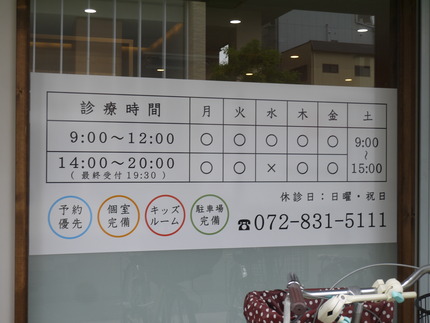 診療時間 月 火 水 木 金 土
9:00～12:00 ○ ○ ○ ○ ○ 9:00～15:00
14:00～20:00 ○ ○ × ○ ○
(最終受付19:30)
休診日：日曜・祝日
予約優先
個室完備
キッズルーム
駐車場完備
☎072-831-5111